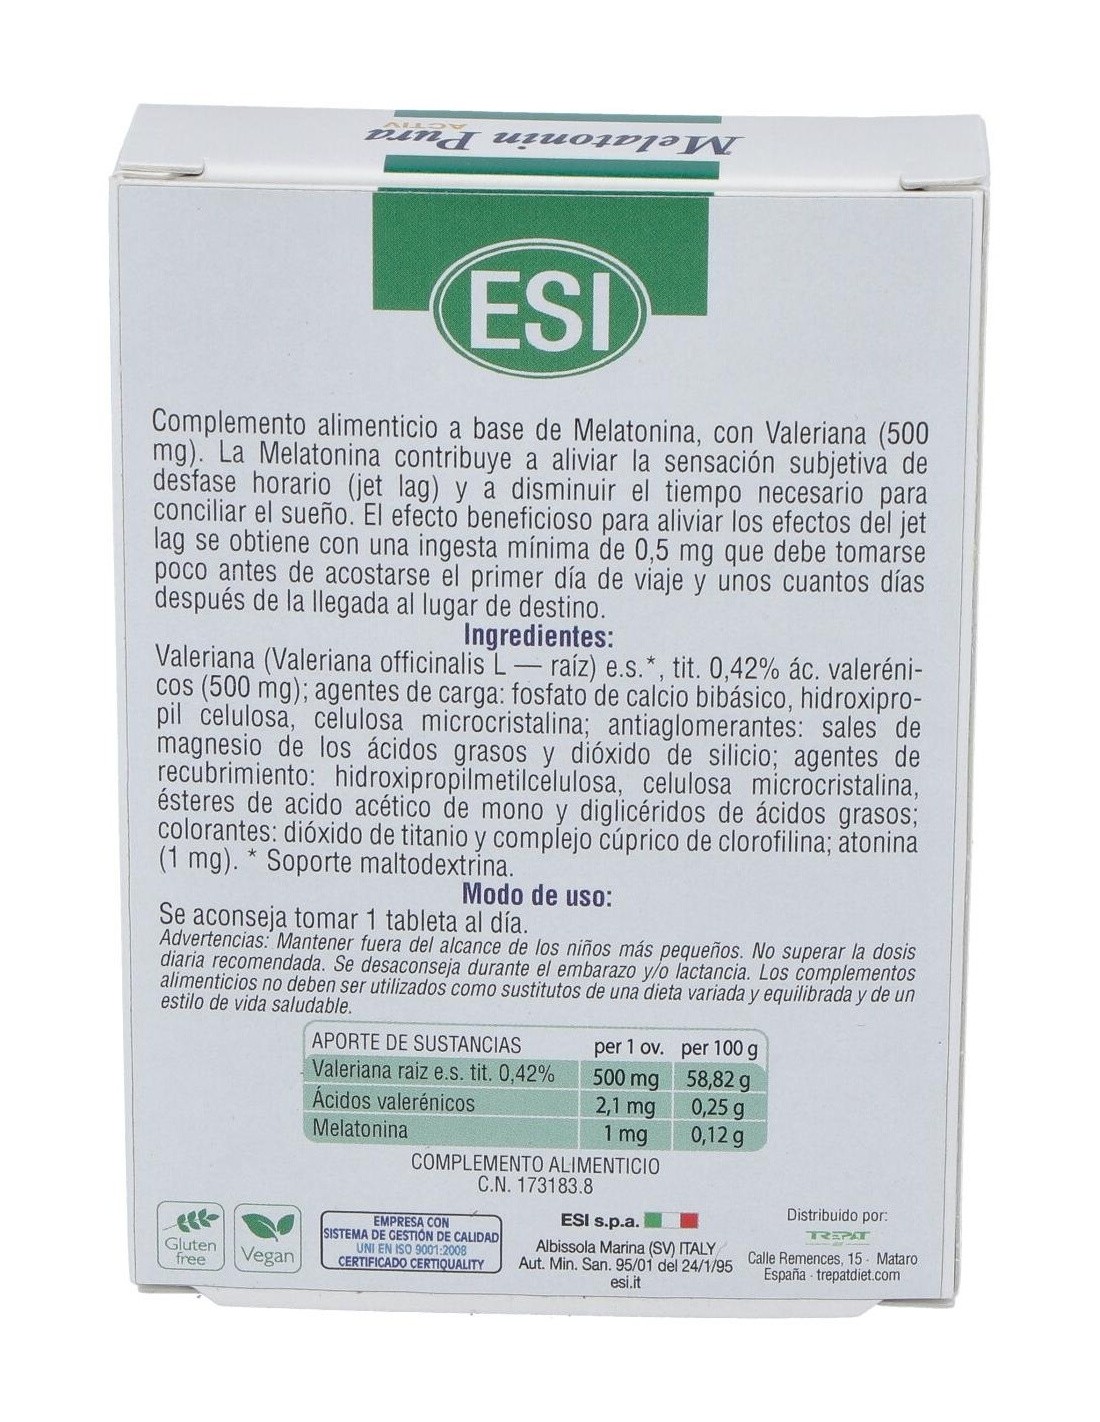 Melatonin Pura
ACTIV
ESI
Complemento alimenticio a base de Melatonina, con Valeriana (500
mg). La Melatonina contribuye a aliviar la sensación subjetiva de
desfase horario (jet lag) y a disminuir el tiempo necesario para
conciliar el sueño. El efecto beneficioso para aliviar los efectos del jet
lag se obtiene con una ingesta mínima de 0,5 mg que debe tomarse
poco antes de acostarse el primer día de viaje y unos cuantos días
después de la llegada al lugar de destino.
Ingredientes:
Valeriana (Valeriana officinalis L — raíz) e.s.*, tit. 0,42% ác. valeréni-
cos (500 mg); agentes de carga: fosfato de calcio bibásico, hidroxipro-
pil celulosa, celulosa microcristalina; antiaglomerantes: sales de
magnesio de los ácidos grasos y dióxido de silicio; agentes de
recubrimiento: hidroxipropilmetilcelulosa, celulosa microcristalina,
ésteres de acido acético de mono y diglicéridos de ácidos grasos;
colorantes: dióxido de titanio y complejo cúprico de clorofilina; atonina
(1 mg). * Soporte maltodextrina.
Modo de uso:
Se aconseja tomar 1 tableta al día.
Advertencias: Mantener fuera del alcance de los niños más pequeños. No superar la dosis
diaria recomendada. Se desaconseja durante el embarazo y/o lactancia. Los complementos
alimenticios no deben ser utilizados como sustitutos de una dieta variada y equilibrada y de un
estilo de vida saludable.
APORTE DE SUSTANCIAS per 1 ov. per 100 g
Valeriana raiz e.s. tit. 0,42% 500 mg 58,82 g
Ácidos valerénicos 2,1 mg 0,25 g
Melatonina 1 mg 0,12 g
COMPLEMENTO ALIMENTICIO
C.N. 173183.8
Gluten
free
Vegan
EMPRESA CON
SISTEMA DE GESTIÓN DE CALIDAD
UNI EN ISO 9001:2008
CERTIFICADO CERTIQUALITY
ESI s.p.a.
Albissola Marina (SV) ITALY
Aut. Min. San. 95/01 del 24/1/95
esi.it
Distribuido por:
TREPAT
Calle Remences, 15 - Mataro
España - trepatdiet.com